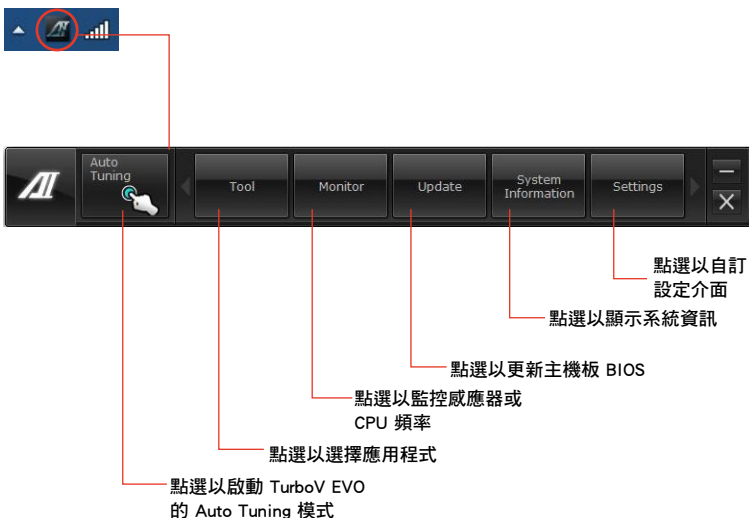 Auto
Tuning
Tool
Monitor
Update
System
Information
Settings
點選以自訂
設定介面
點選以顯示系統資訊
點選以更新主機板 BIOS
點選以監控感應器或
CPU 頻率
點選以選擇應用程式
點選以啟動 TurboV EVO
的 Auto Tuning 模式